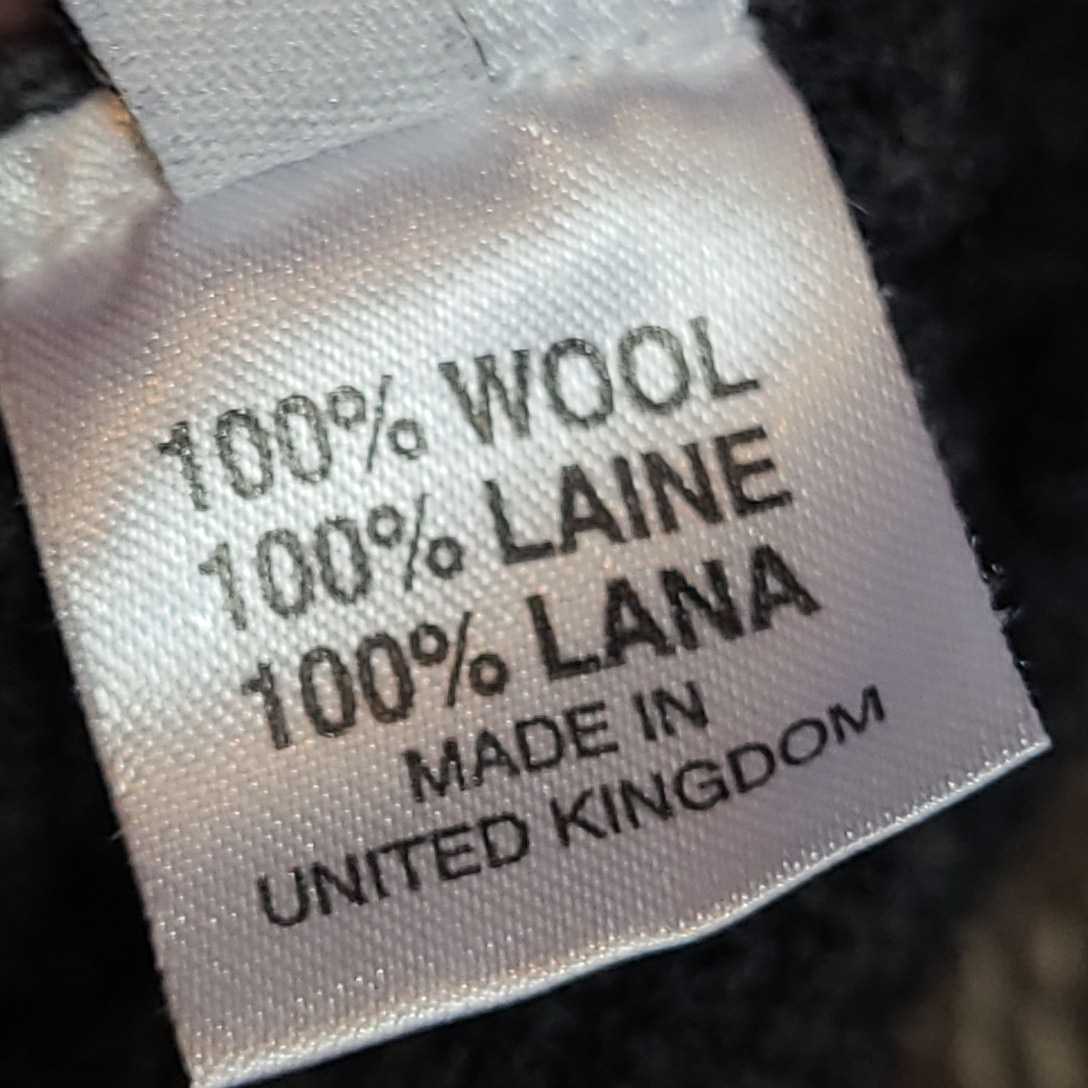 100% WOOL
100% LAINE
100% LANA
MADE IN
UNITED KINGDOM